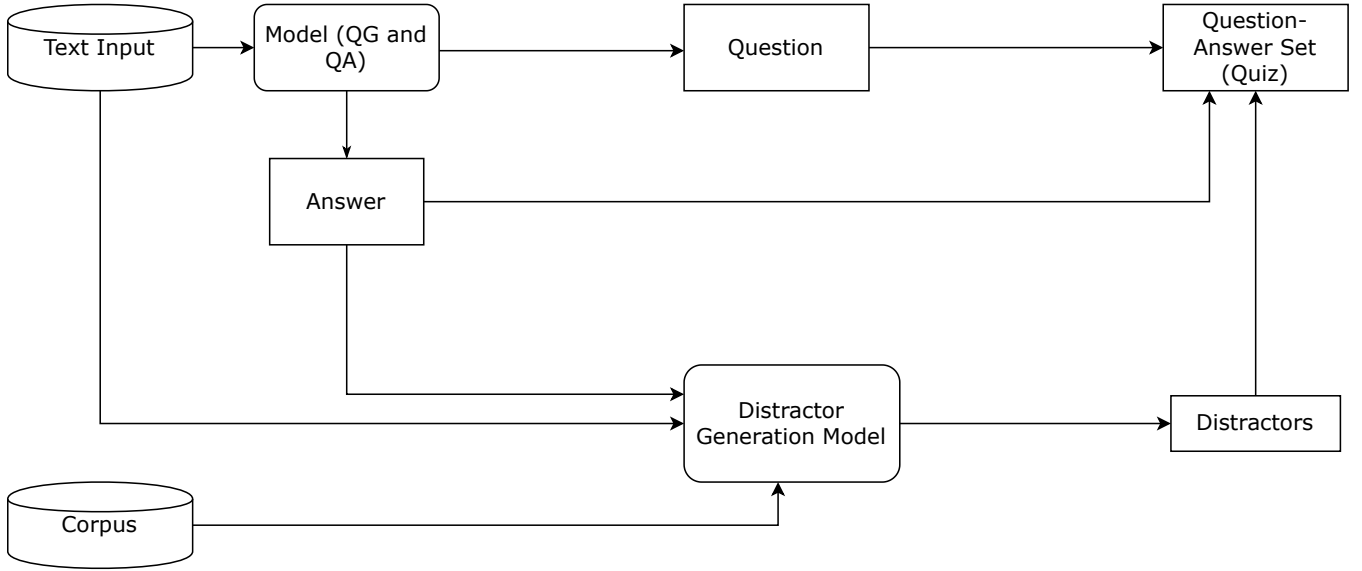 Text Input
Model (QG and
QA)
Question
Question-
Answer Set
(Quiz)
Answer
Distractor
Generation Model
Distractors
Corpus